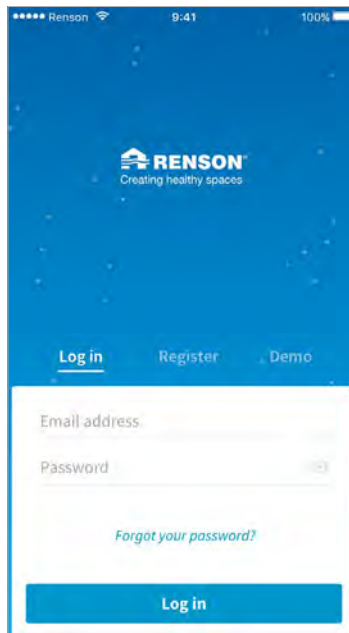 Renson 9:41 100%
RENSON
Creating healthy spaces
Log in Register Demo
Email address
Password
Forgot your password?
Log in